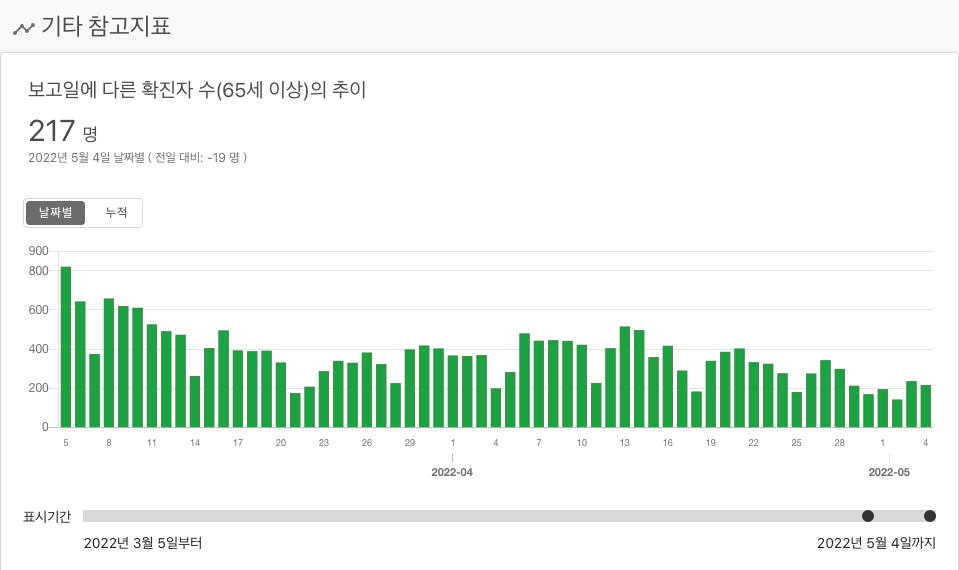 기타 참고지표
보고일에 다른 확진자 수(65세 이상)의 추이
217 명
2022년 5월 4일 날짜별 ( 전일 대비: -19 명 )
날짜별 누적
900
800
600
400
200
0
5 8 11 14 17 20 23 26 29 1 4 7 10 13 16 19 22 25 28 1 4
2022-04 2022-05
표시기간
2022년 3월 5일부터 2022년 5월 4일까지